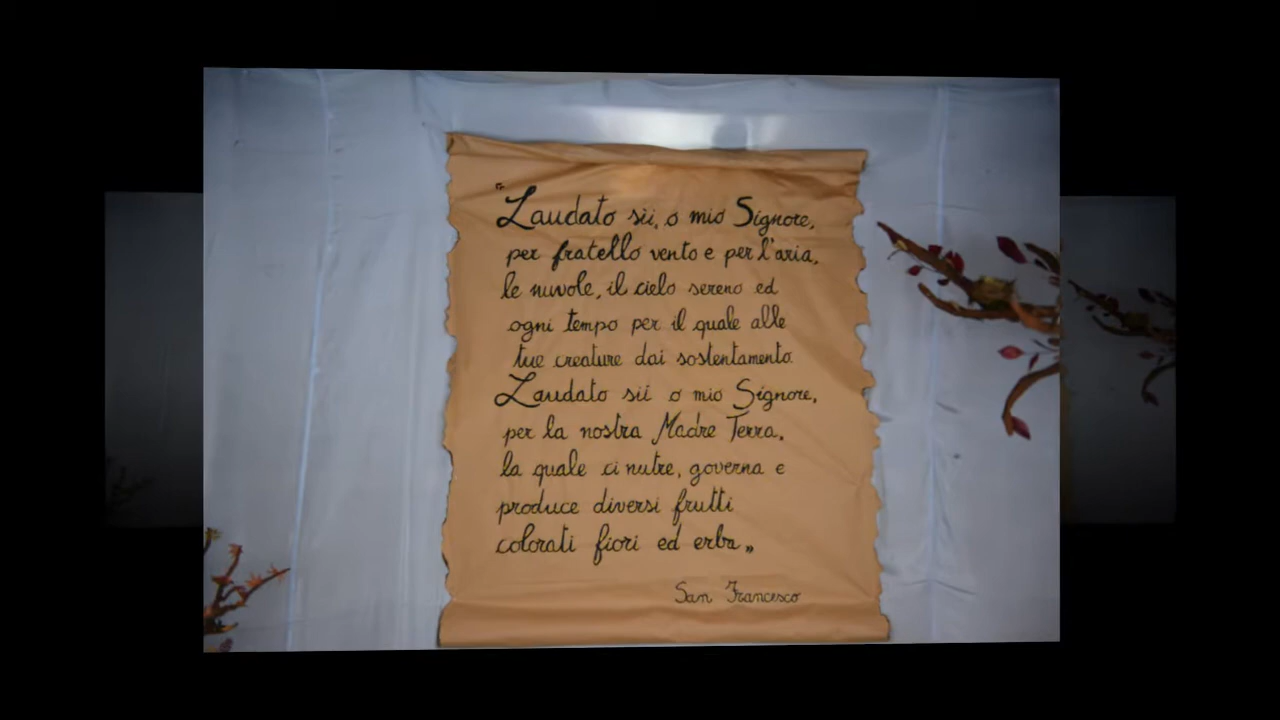 "Laudato sii, o mio Signore,
per fratello vento e per l'aria,
le nuvole, il cielo sereno ed
ogni tempo per il quale alle
tue creature dai sostentamento.
Laudato sii o mio Signore,
per la nostra Madre Terra,
la quale ci nutre, governa e
produce diversi frutti
colorati fiori ed erba"
San Francesco